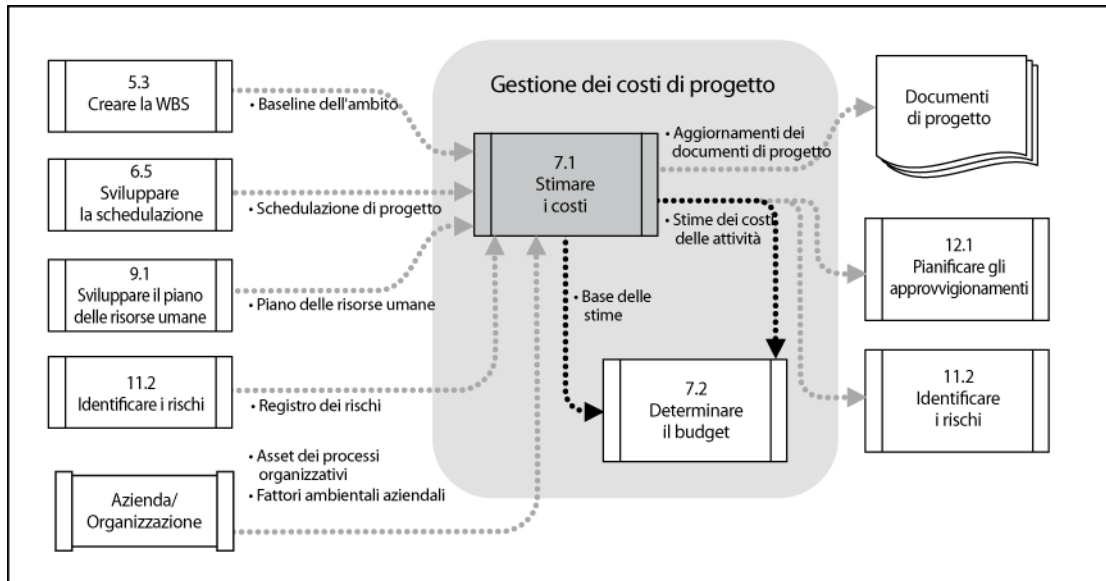 Gestione dei costi di progetto
5.3
Creare la WBS
• Baseline dell'ambito
6.5
Sviluppare
la schedulazione
• Schedulazione di progetto
9.1
Sviluppare il piano
delle risorse umane
• Piano delle risorse umane
11.2
Identificare i rischi
• Registro dei rischi
Azienda/
Organizzazione
• Asset dei processi
organizzativi
• Fattori ambientali aziendali
7.1
Stimare
i costi
• Aggiornamenti dei
documenti di progetto
• Stime dei costi
delle attività
• Base delle
stime
7.2
Determinare
il budget
Documenti
di progetto
12.1
Pianificare gli
approvvigionamenti
11.2
Identificare
i rischi